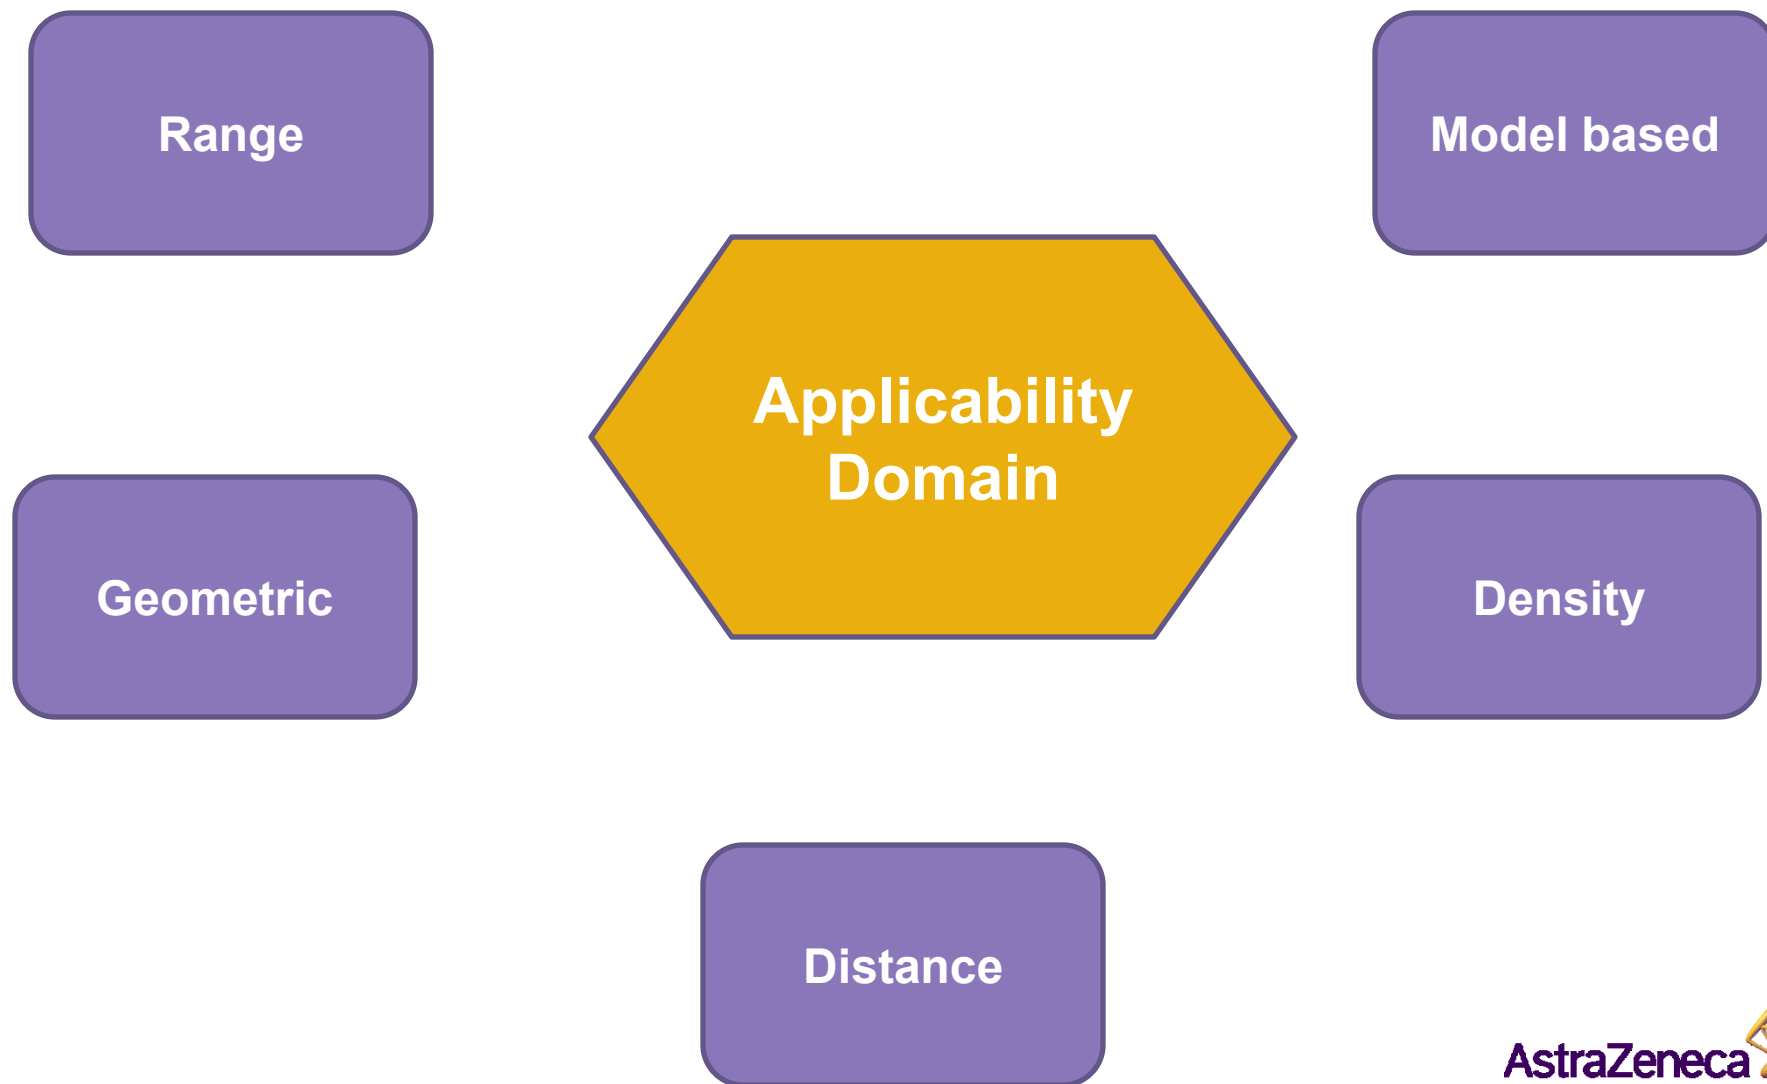 Range
Model based
Applicability
Domain
Geometric
Density
Distance
AstraZeneca